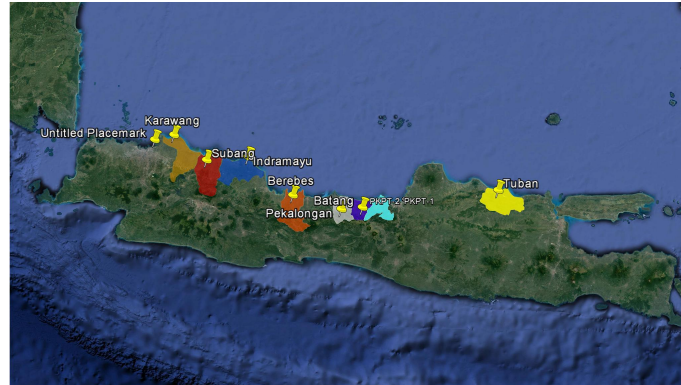 Karawang
Untitled Placemark
Subang
Indramayu
Berebes
Tuban
Batang
PKPT-2
PKPT-1
Pekalongan